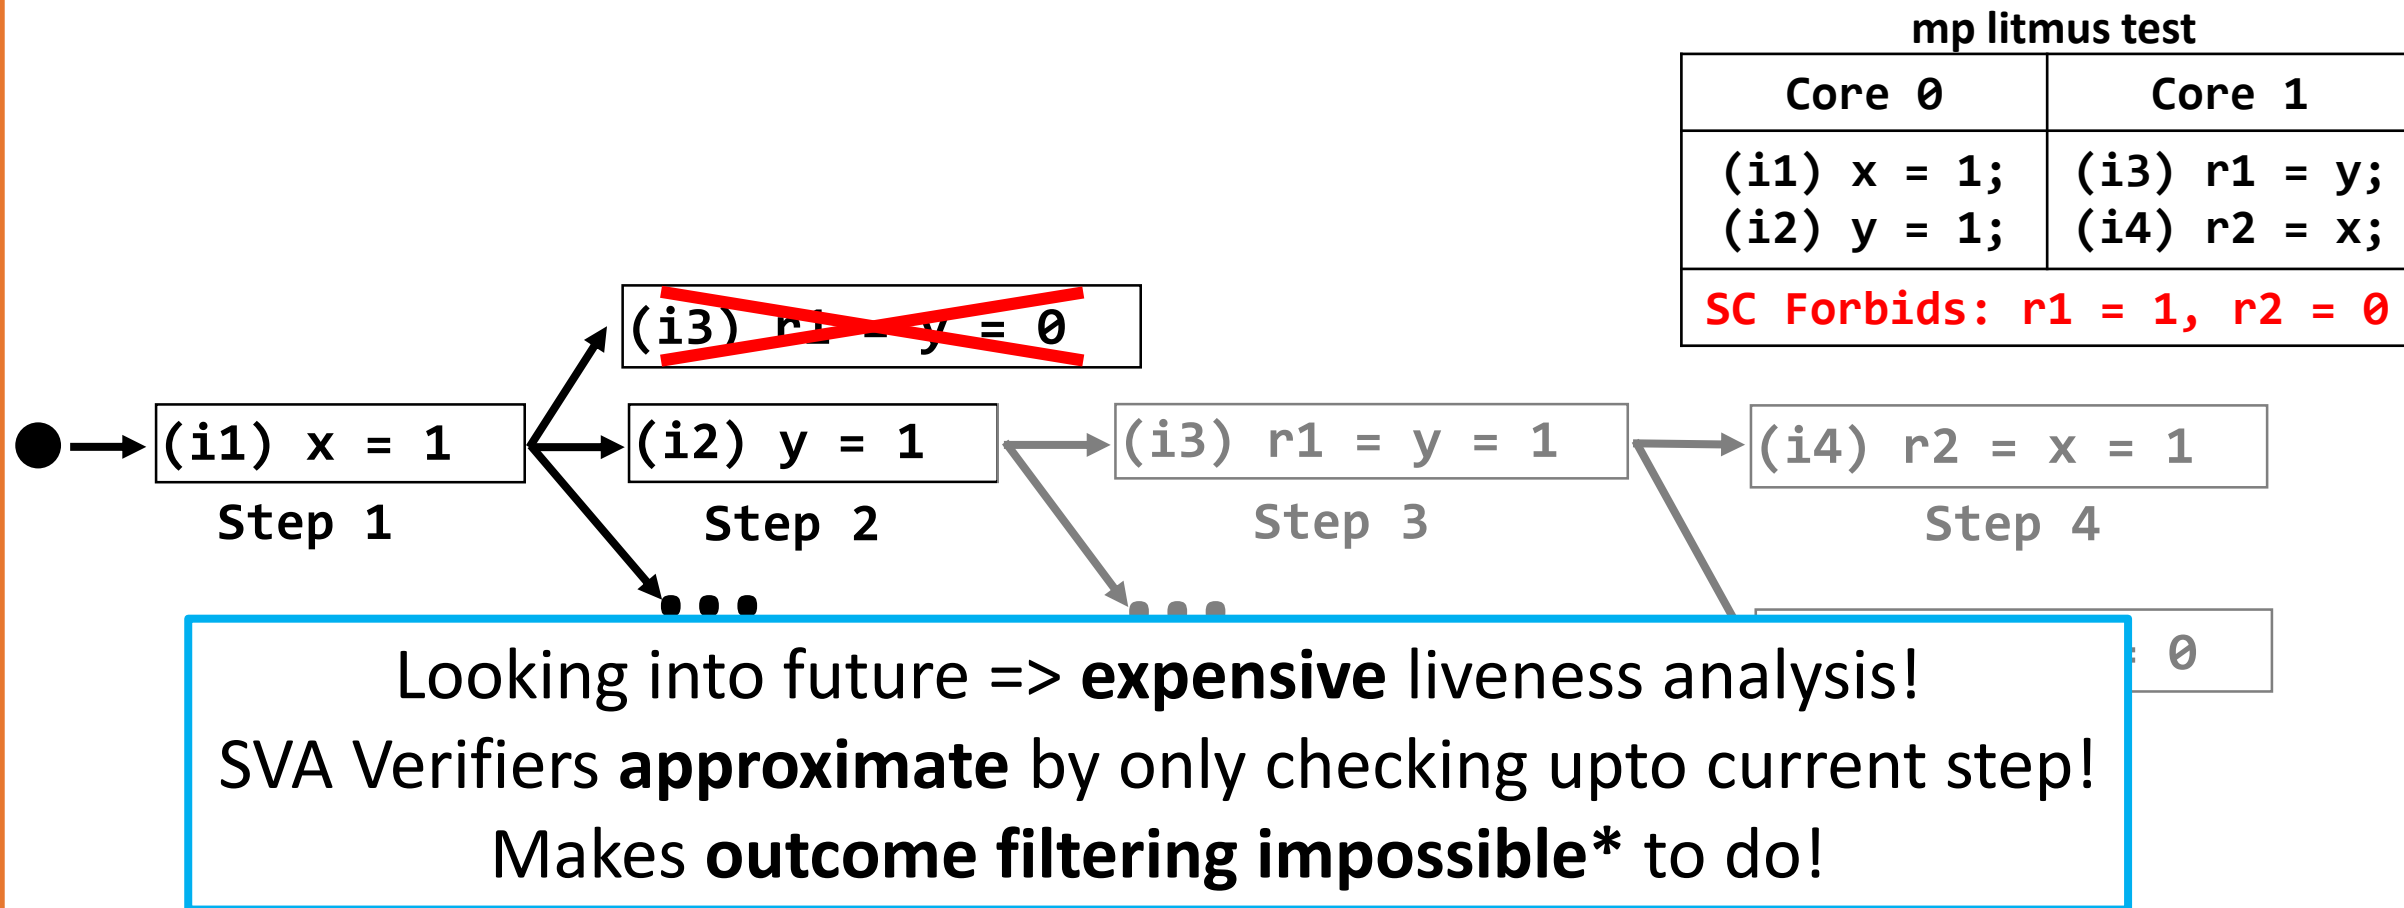 mp litmus test
Core 0 Core 1
(i1) x = 1; (i3) r1 = y;
(i2) y = 1; (i4) r2 = x;
SC Forbids: r1 = 1, r2 = 0
(i3) r1 = y = 0
(i1) x = 1
(i2) y = 1
(i3) r1 = y = 1
(i4) r2 = x = 1
Step 1
Step 2
Step 3
Step 4
...
...
= 0
Looking into future => expensive liveness analysis!
SVA Verifiers approximate by only checking upto current step!
Makes outcome filtering impossible* to do!